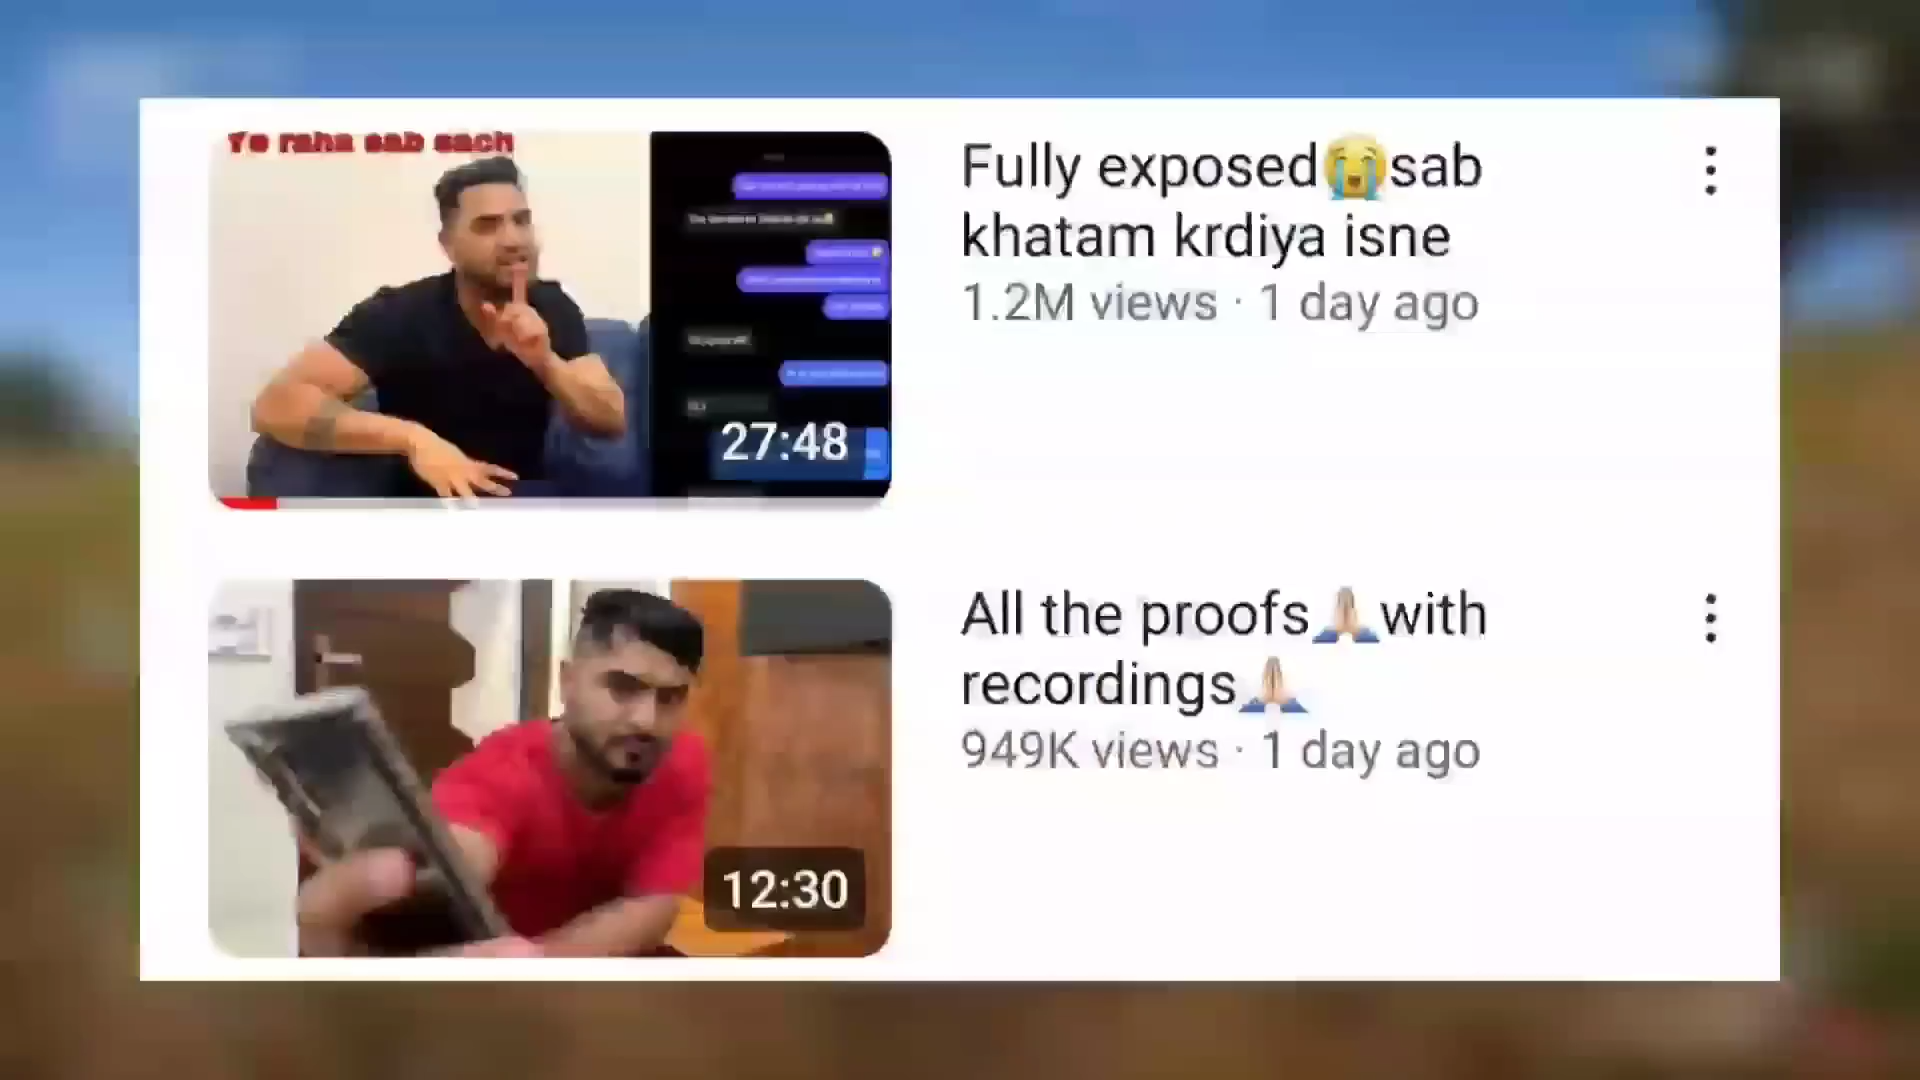 Ye raha sab sach
Fully exposed😭sab
khatam krdiya isne
1.2M views · 1 day ago
27:48
All the proofs🙏🏼with
recordings🙏🏼
949K views · 1 day ago
12:30